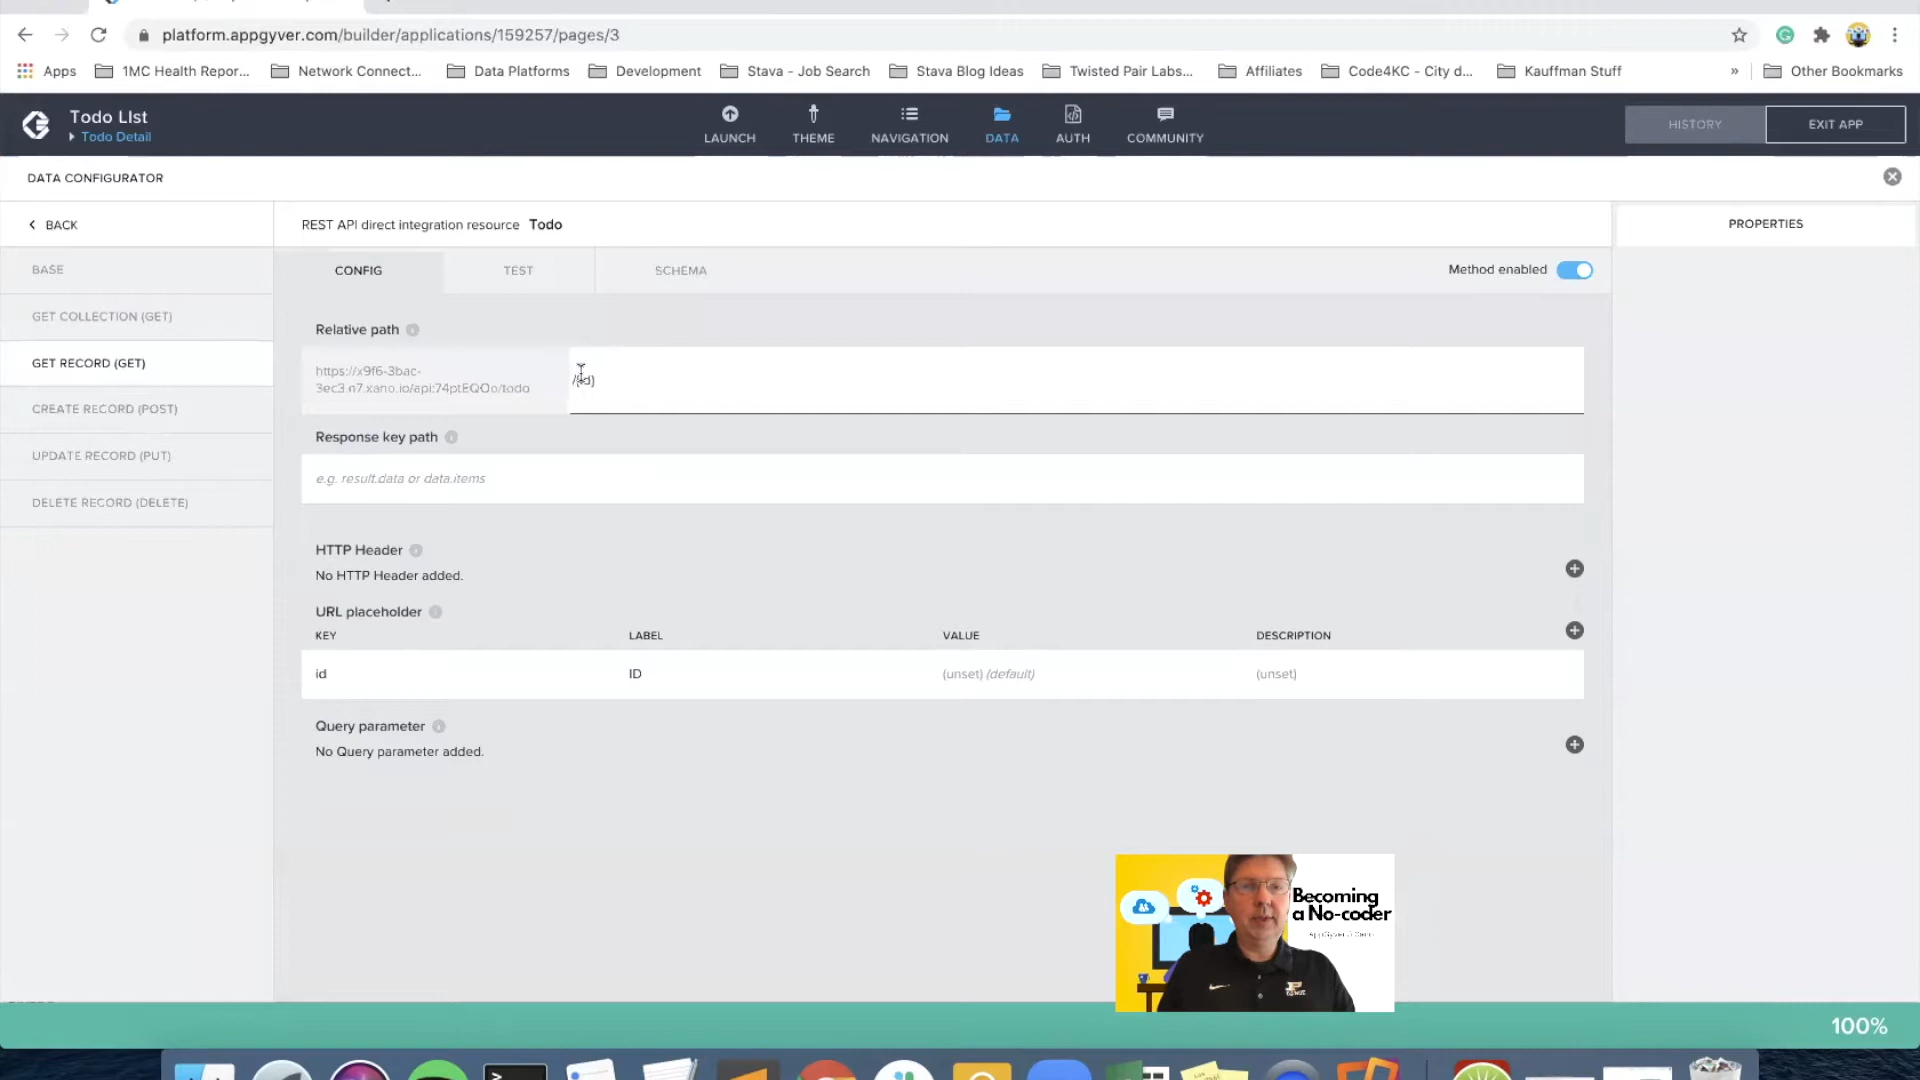 platform.appgyver.com/builder/applications/159257/pages/3
Apps
1MC Health Repor...
Network Connect...
Data Platforms
Development
Stava - Job Search
Stava Blog Ideas
Twisted Pair Labs...
Affiliates
Code4KC - City d...
Kauffman Stuff
»
Other Bookmarks
Todo LIst
Todo Detail
LAUNCH
THEME
NAVIGATION
DATA
AUTH
COMMUNITY
HISTORY
EXIT APP
DATA CONFIGURATOR
BACK
REST API direct integration resource Todo
PROPERTIES
BASE
GET COLLECTION (GET)
GET RECORD (GET)
CREATE RECORD (POST)
UPDATE RECORD (PUT)
DELETE RECORD (DELETE)
CONFIG
TEST
SCHEMA
Method enabled
Relative path
https://x9f6-3bac-
3ec3.n7.xano.io/api:74ptEQOo/todo
/{id}
Response key path
e.g. result.data or data.items
HTTP Header
No HTTP Header added.
URL placeholder
KEY
LABEL
VALUE
DESCRIPTION
id
ID
(unset) (default)
(unset)
Query parameter
No Query parameter added.
Becoming
a No-coder
100%